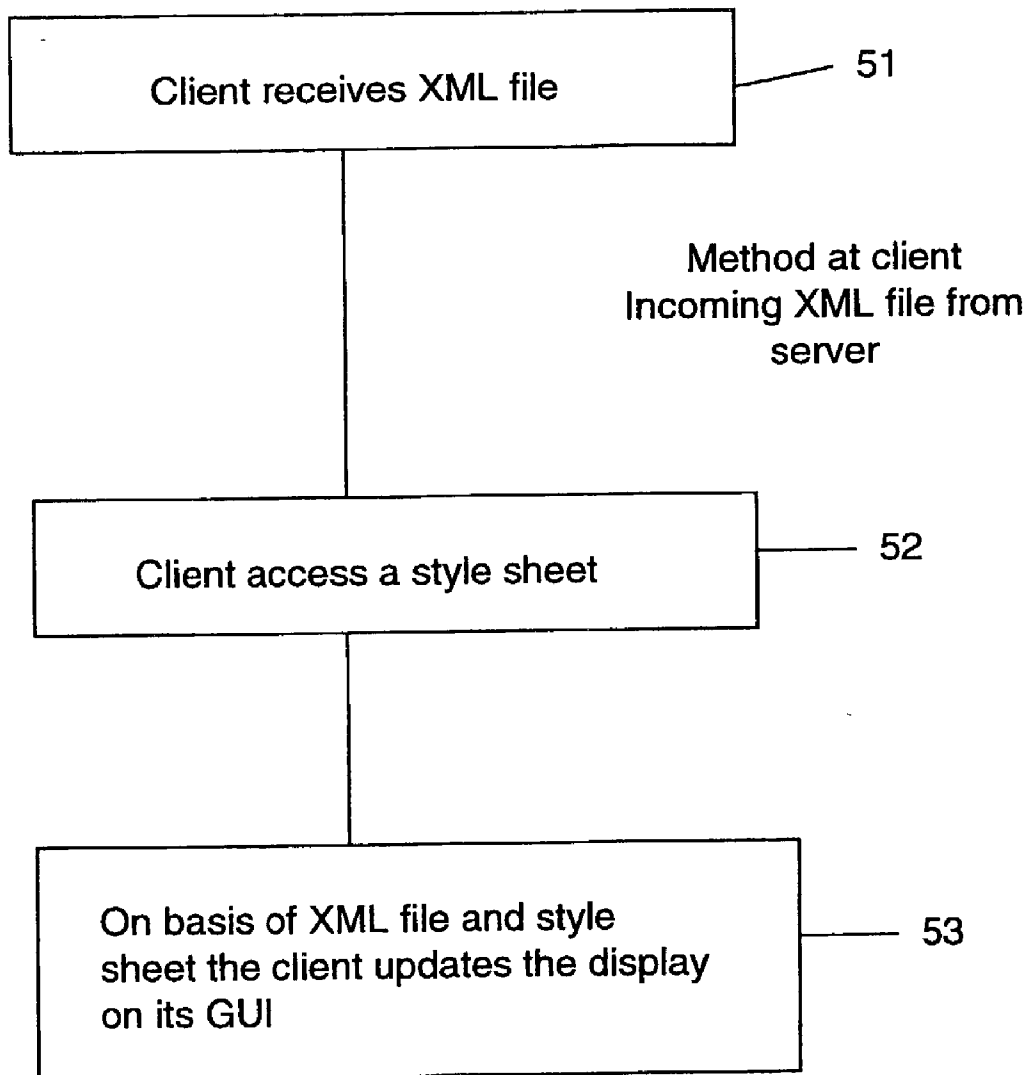 Client receives XML file
51
Method at client
Incoming XML file from
server
Client access a style sheet
52
On basis of XML file and style
sheet the client updates the display
on its GUI
53